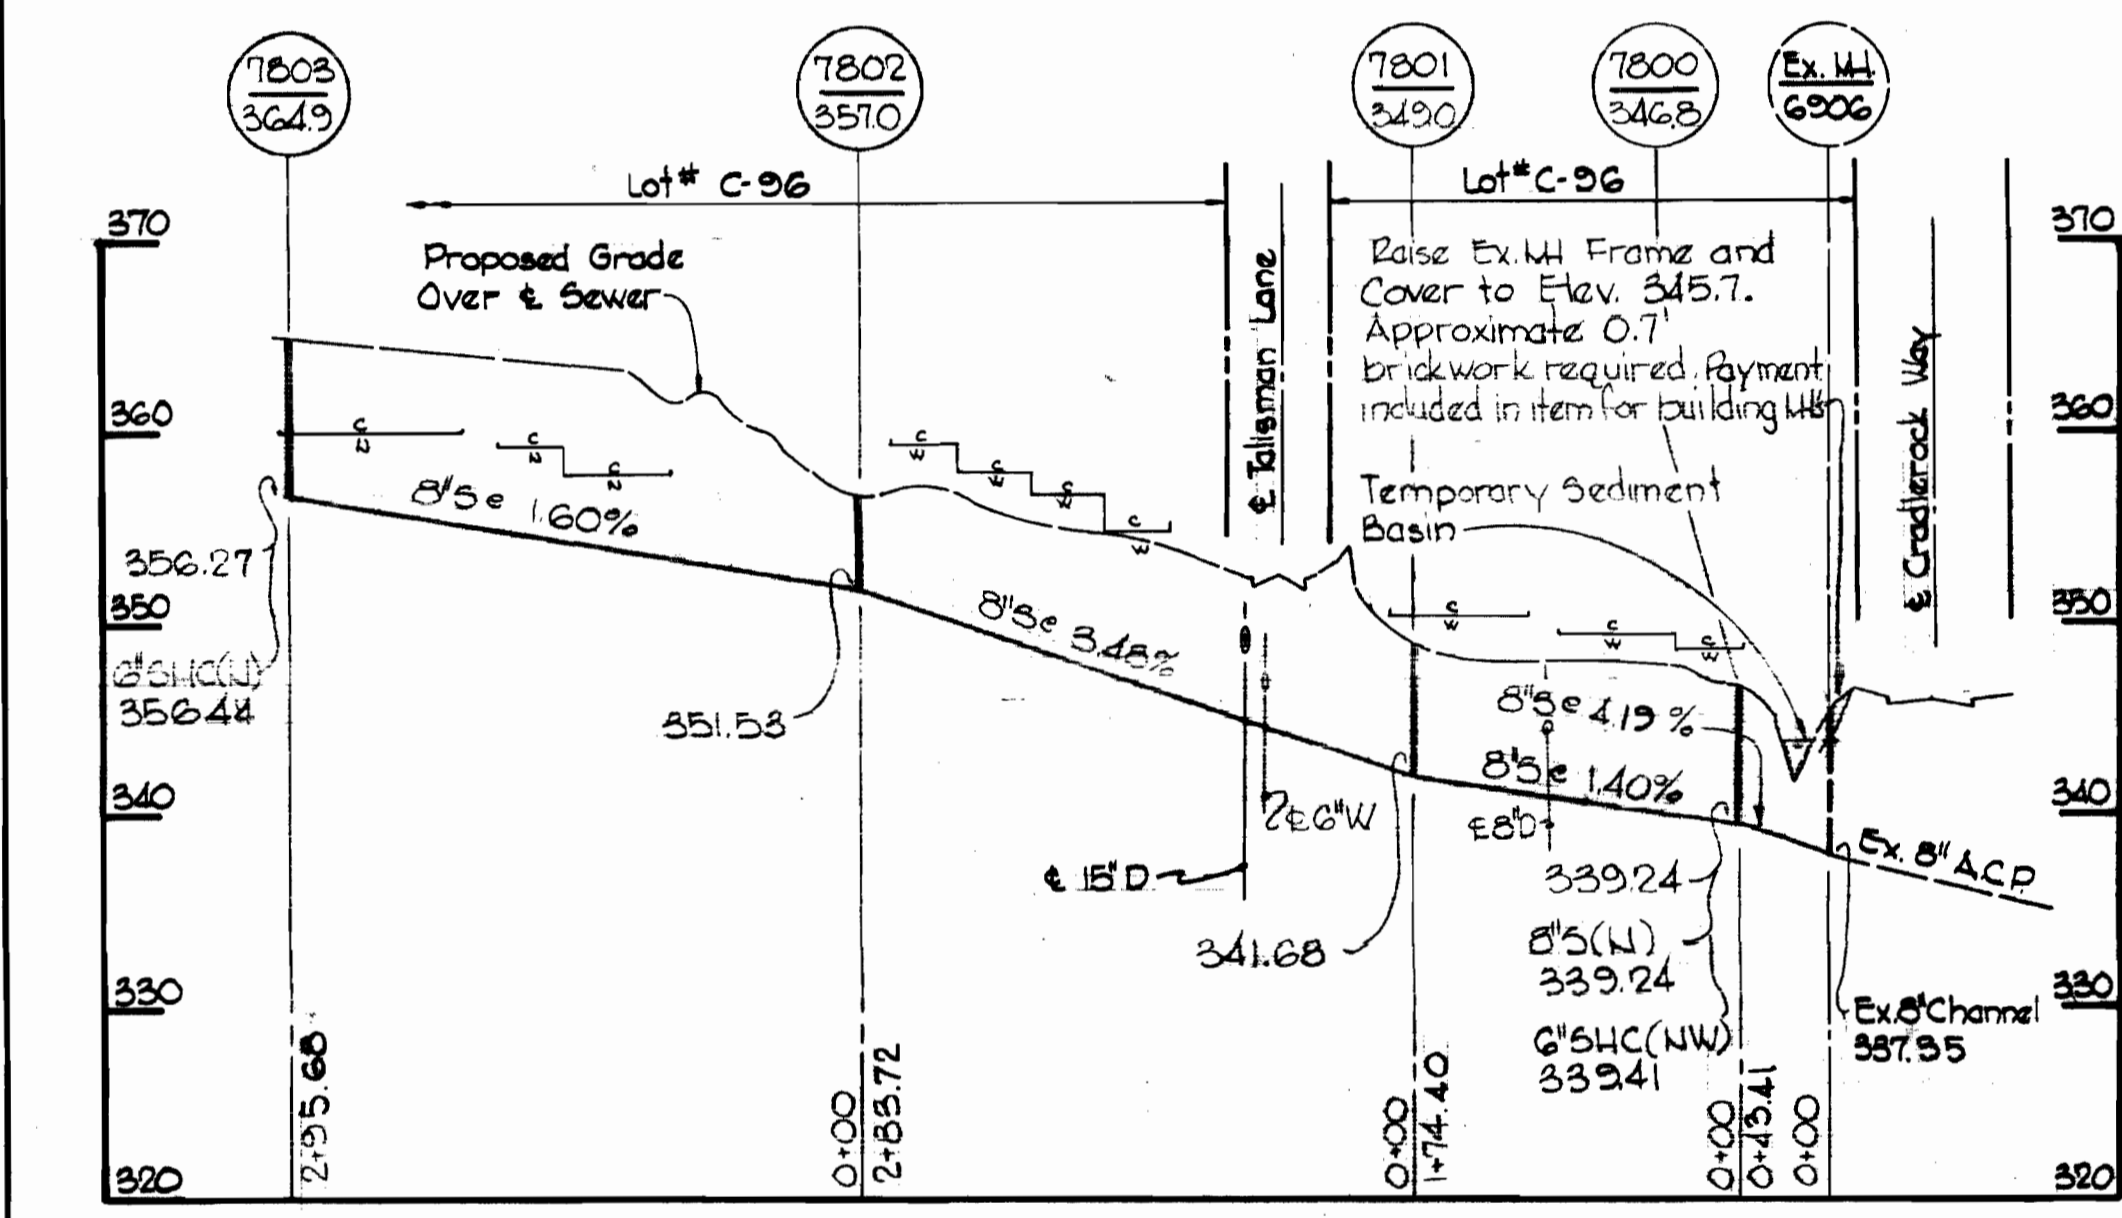 7803
364.9
7802
357.0
7801
349.0
7800
346.8
Ex. MH.
6906
Lot# C-96
Lot# C-96
370
370
Proposed Grade
Over ℄ Sewer
℄ Talisman Lane
Raise Ex. MH Frame and
Cover to Elev. 345.7.
Approximate 0.7'
brickwork required. Payment
included in item for building MH's
℄ Cradlerock Way
360
360
Temporary Sediment
Basin
C
C
C
C
C
C
C
C
C
C
8"S @ 1.60%
356.27
350
350
6"SHC(N)
356.44
351.53
8"S @ 3.48%
8"S @ 4.19%
8"S @ 1.40%
340
340
℄ 6"W
℄ 8"D
℄ 15"D
Ex. 8" A.C.P.
339.24
341.68
8"S(N)
339.24
6"SHC(NW)
339.41
Ex. 8" Channel
337.35
330
330
2+95.68
0+00
2+83.72
0+00
1+74.40
0+00
0+43.41
0+00
320
320